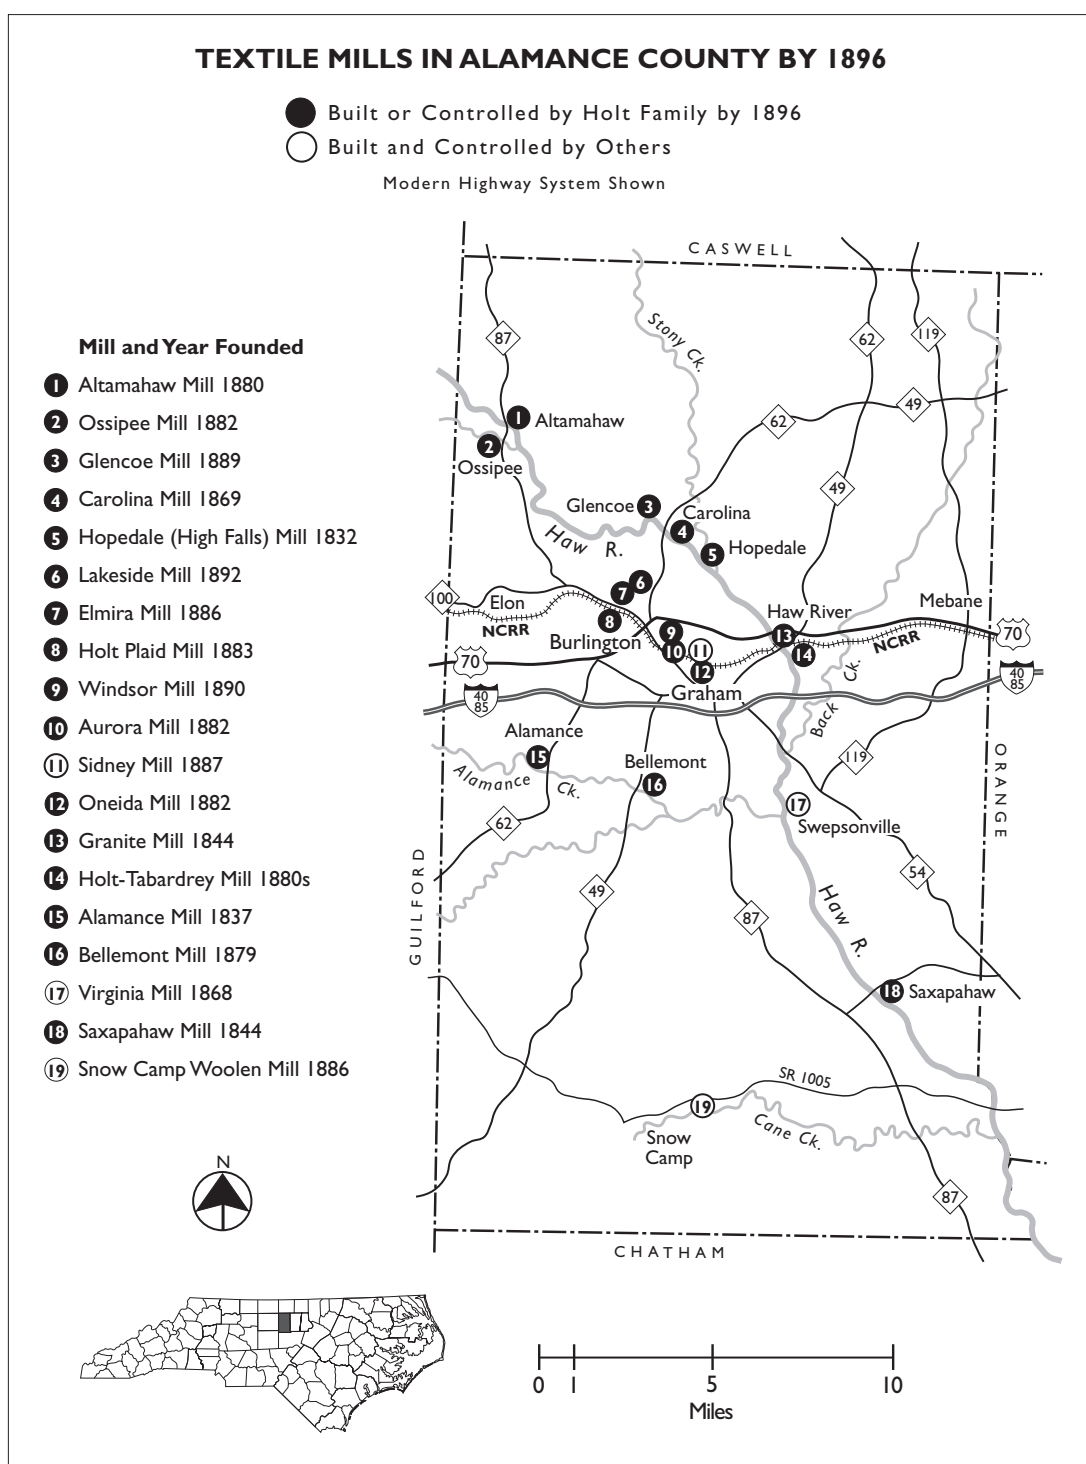 TEXTILE MILLS IN ALAMANCE COUNTY BY 1896
Built or Controlled by Holt Family by 1896
Built and Controlled by Others
Modern Highway System Shown
Mill and Year Founded
1 Altamahaw Mill 1880
2 Ossipee Mill 1882
3 Glencoe Mill 1889
4 Carolina Mill 1869
5 Hopedale (High Falls) Mill 1832
6 Lakeside Mill 1892
7 Elmira Mill 1886
8 Holt Plaid Mill 1883
9 Windsor Mill 1890
10 Aurora Mill 1882
11 Sidney Mill 1887
12 Oneida Mill 1882
13 Granite Mill 1844
14 Holt-Tabardrey Mill 1880s
15 Alamance Mill 1837
16 Bellemont Mill 1879
17 Virginia Mill 1868
18 Saxapahaw Mill 1844
19 Snow Camp Woolen Mill 1886
CASWELL
Stony Ck.
87
62
119
49
62
1 Altamahaw
2
Ossipee
49
Glencoe 3
Carolina
4
5 Hopedale
Haw R.
6
7
100
Elon
NCRR
8
Burlington
9
10
11
12
Haw River
13
14
Mebane
NCRR
70
70
40
85
40
85
Graham
Back Ck.
Alamance
15
Alamance Ck.
Bellemont
16
119
17
Swepsonville
ORANGE
62
GUILFORD
49
87
54
Haw R.
18 Saxapahaw
SR 1005
19
Snow
Camp
Cane Ck.
87
CHATHAM
N
0 1 5 10
Miles